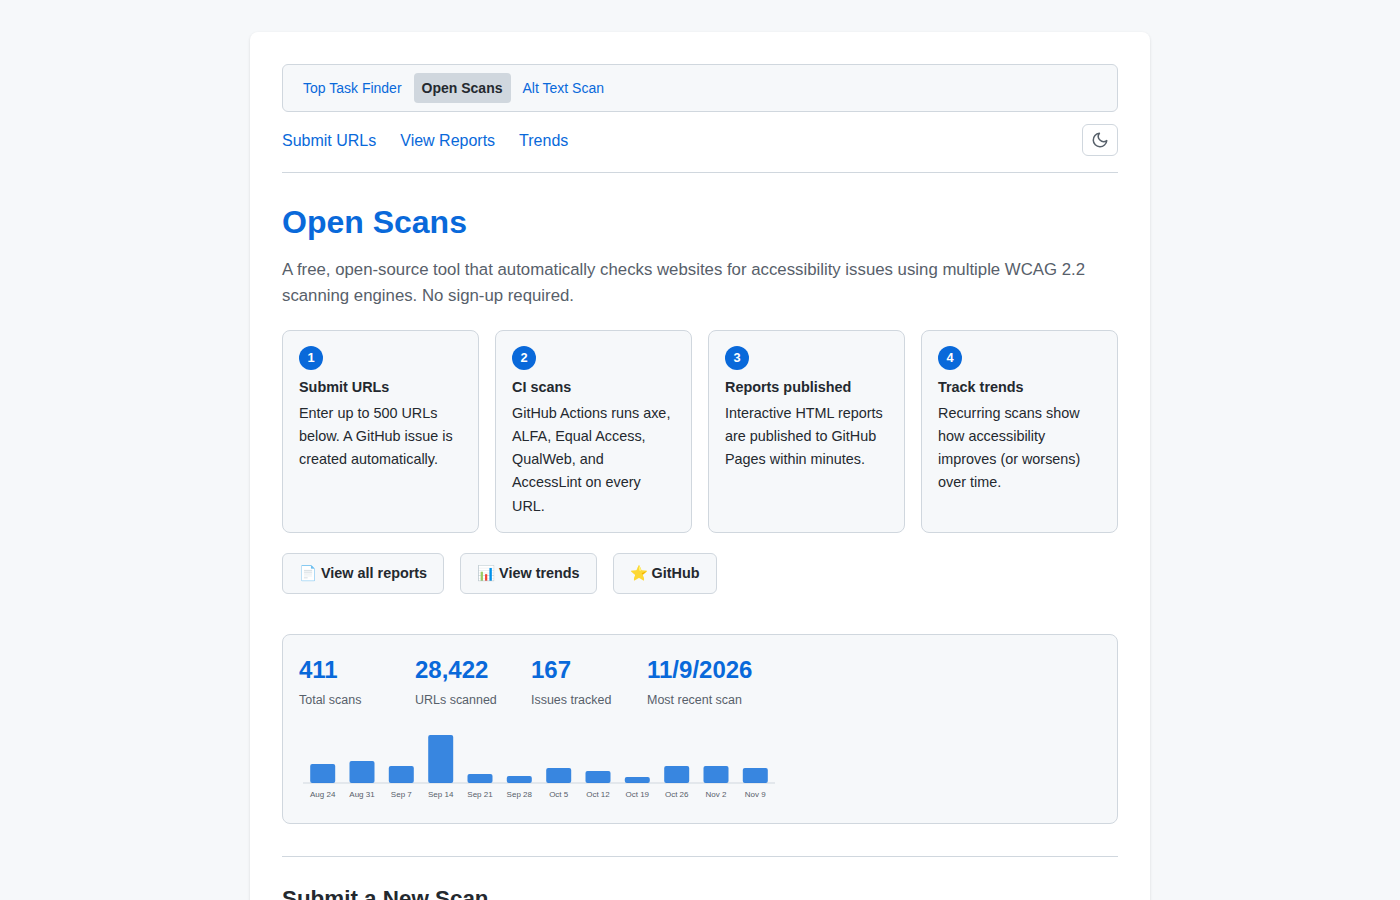 Top Task Finder Open Scans Alt Text Scan
Submit URLs View Reports Trends
Open Scans
A free, open-source tool that automatically checks websites for accessibility issues using multiple WCAG 2.2
scanning engines. No sign-up required.
1
Submit URLs
Enter up to 500 URLs
below. A GitHub issue is
created automatically.
2
CI scans
GitHub Actions runs axe,
ALFA, Equal Access,
QualWeb, and
AccessLint on every
URL.
3
Reports published
Interactive HTML reports
are published to GitHub
Pages within minutes.
4
Track trends
Recurring scans show
how accessibility
improves (or worsens)
over time.
View all reports View trends GitHub
411 28,422 167 11/9/2026
Total scans URLs scanned Issues tracked Most recent scan
Aug 24 Aug 31 Sep 7 Sep 14 Sep 21 Sep 28 Oct 5 Oct 12 Oct 19 Oct 26 Nov 2 Nov 9
Submit a New Scan